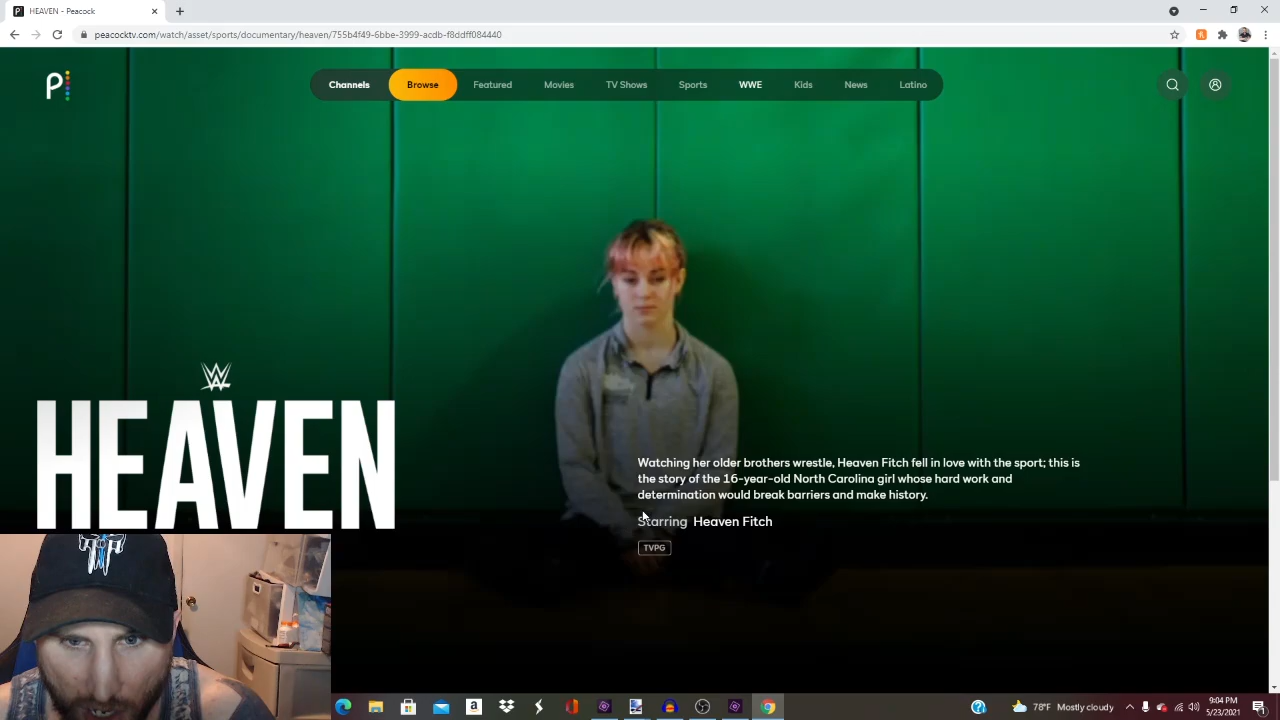 HEAVEN - Peacock
peacocktv.com/watch/asset/sports/documentary/heaven/755b4f49-6bbe-3999-acdb-f8ddff084440
Channels Browse Featured Movies TV Shows Sports WWE Kids News Latino
HEAVEN
Watching her older brothers wrestle, Heaven Fitch fell in love with the sport; this is
the story of the 16-year-old North Carolina girl whose hard work and
determination would break barriers and make history.
Starring Heaven Fitch
TVPG
78°F Mostly cloudy
9:04 PM
5/23/2021